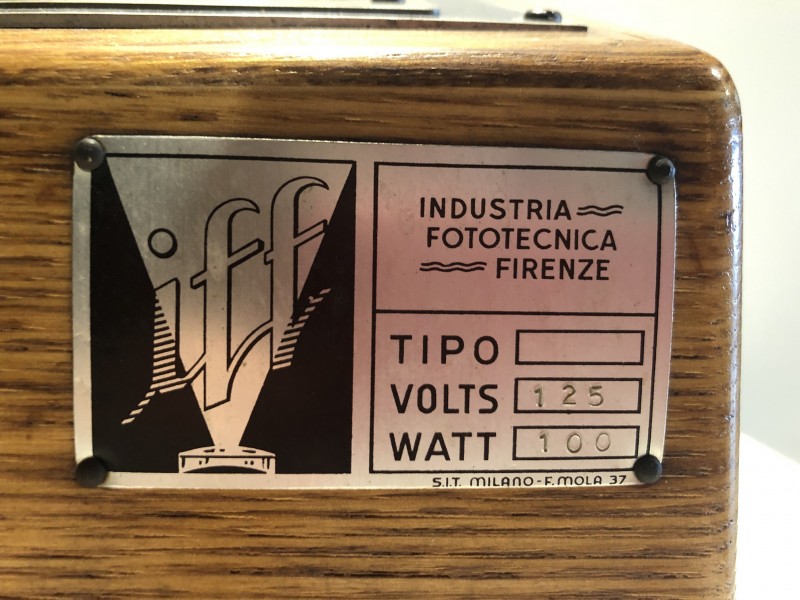 iff
INDUSTRIA
FOTOTECNICA
FIRENZE
TIPO
VOLTS 125
WATT 100
S.I.T. MILANO - F. MOLA 37